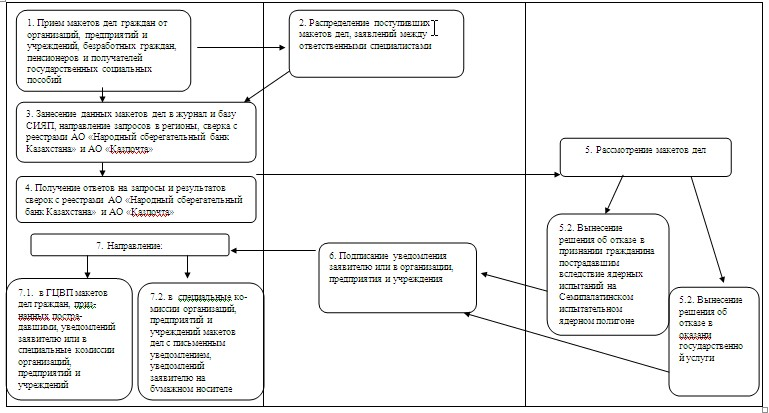 1. Прием макетов дел граждан от
организаций, предприятий и
учреждений, безработных граждан,
пенсионеров и получателей
государственных социальных
пособий
2. Распределение поступивших
макетов дел, заявлений между
ответственными специалистами
3. Занесение данных макетов дел в журнал и базу
СИЯП, направление запросов в регионы, сверка с
реестрами АО «Народный сберегательный банк
Казахстана» и АО «Казпочта»
4. Получение ответов на запросы и результатов
сверок с реестрами АО «Народный сберегательный
банк Казахстана» и АО «Казпочта»
5. Рассмотрение макетов дел
5.2. Вынесение
решения об отказе в
признании гражданина
пострадавшим
вследствие ядерных
испытаний на
Семипалатинском
испытательном
ядерном полигоне
5.2. Вынесение
решения об
отказе в
оказани
государственно
й услуги
6. Подписание уведомления
заявителю или в организации,
предприятия и учреждения
7. Направление:
7.1. в ГЦВП макетов
дел граждан, приз-
нанных постра-
давшими, уведомлений
заявителю или в
специальные комиссии
организаций,
предприятий и
учреждений
7.2. в специальные ко-
миссии организаций,
предприятий и
учреждений макетов
дел с письменным
уведомлением,
уведомлений
заявителю на
бумажном носителе